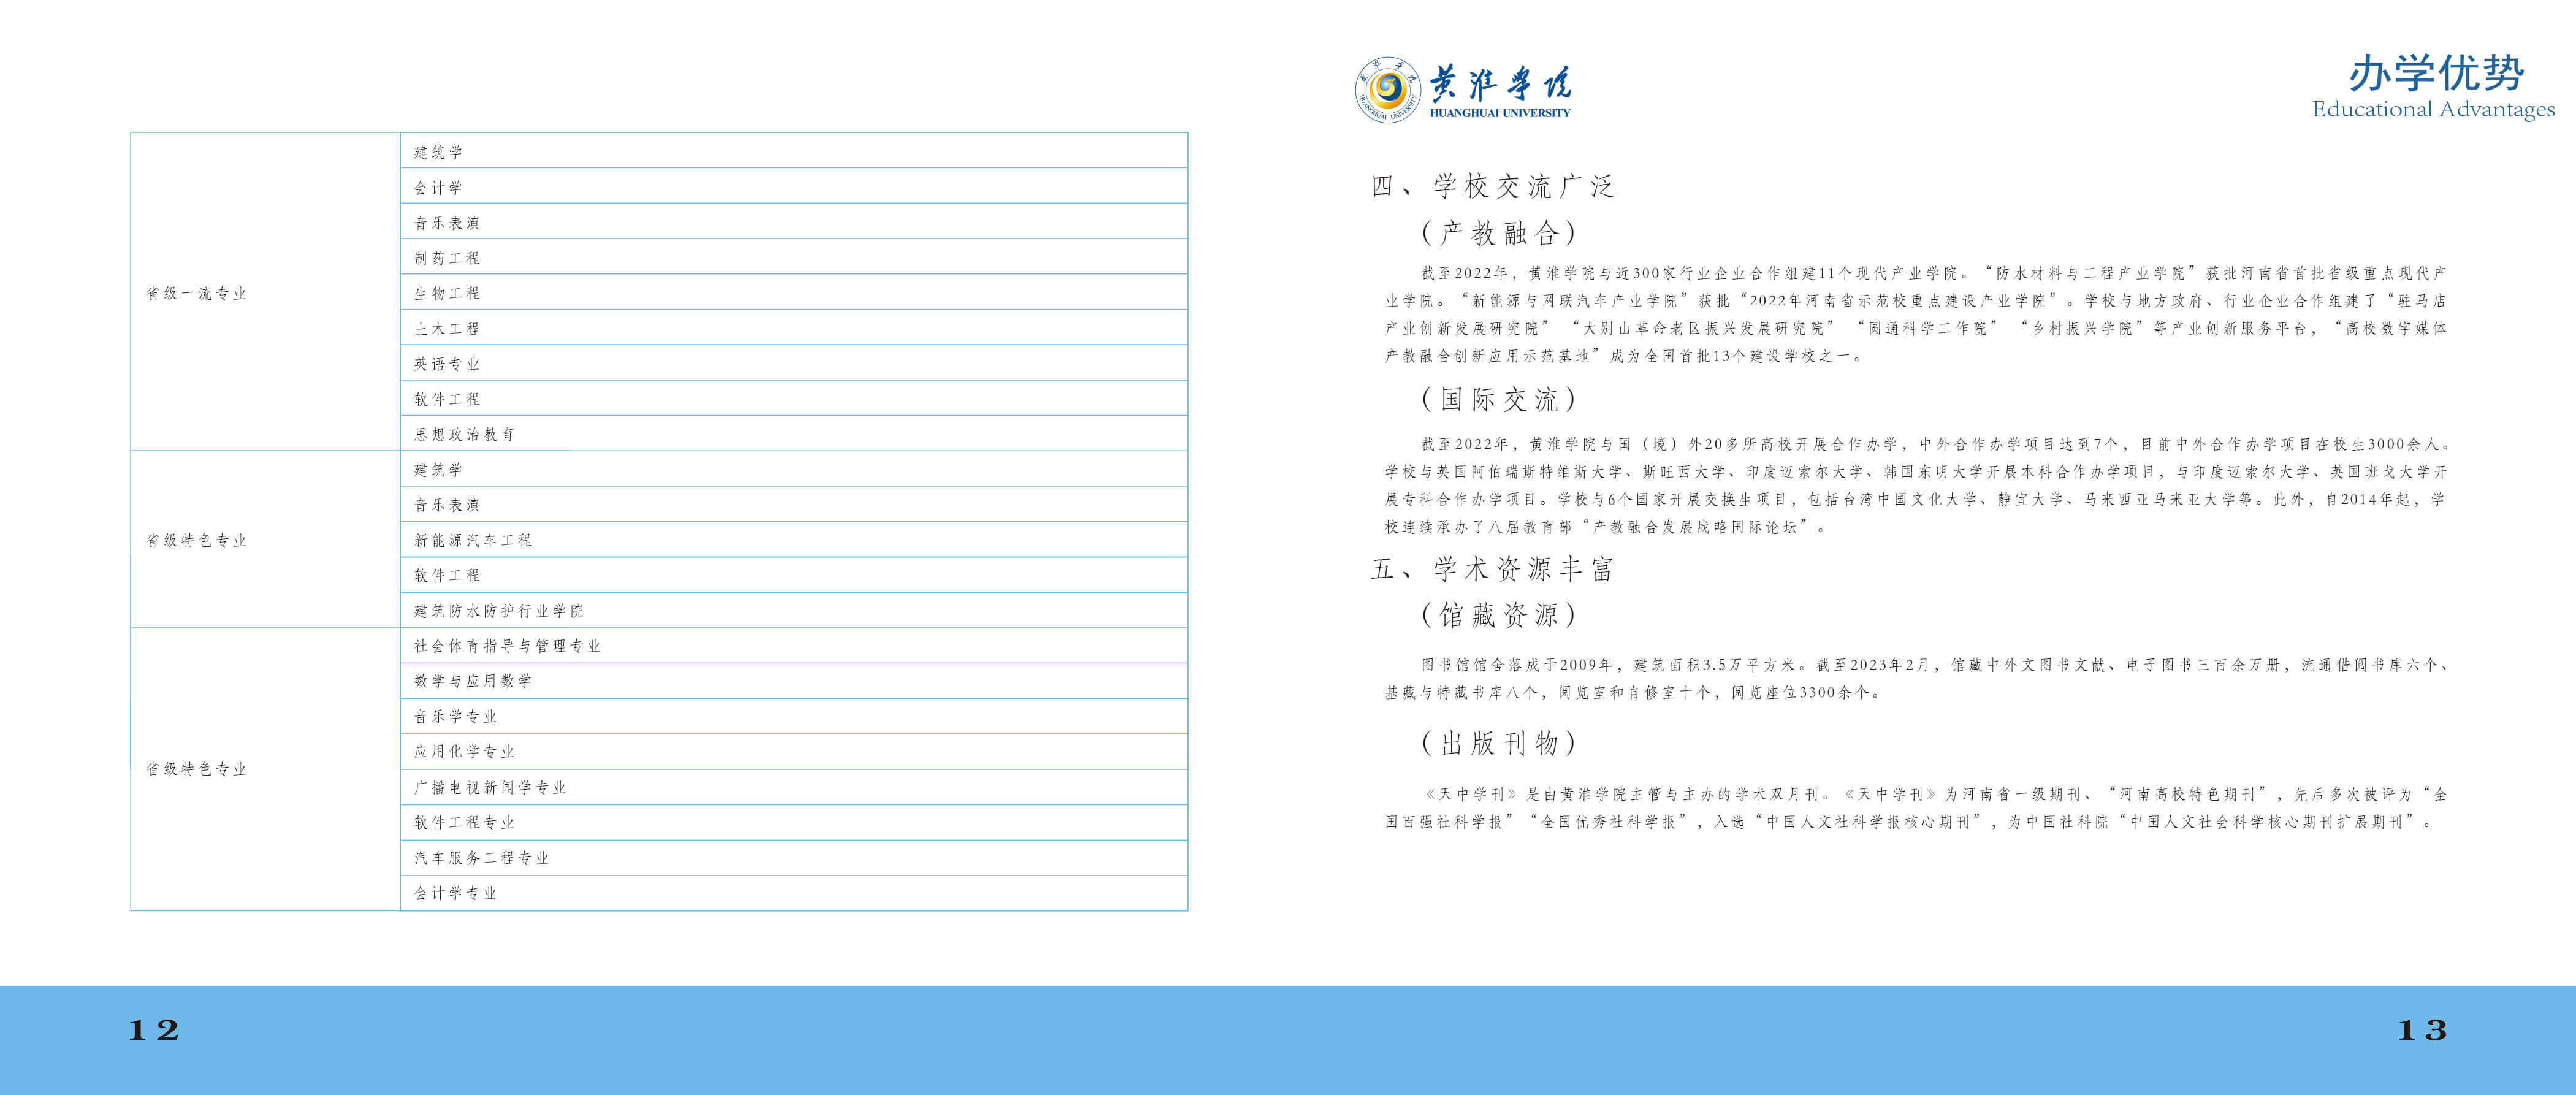 省级一流专业
建筑学
会计学
音乐表演
制药工程
生物工程
土木工程
英语专业
软件工程
思想政治教育
省级特色专业
建筑学
音乐表演
新能源汽车工程
软件工程
建筑防水防护行业学院
省级特色专业
社会体育指导与管理专业
数学与应用数学
音乐学专业
应用化学专业
广播电视新闻学专业
软件工程专业
汽车服务工程专业
会计学专业
12
黄淮学院
HUANGHUAI UNIVERSITY
黄淮学院
HUANGHUAI UNIVERSITY
办学优势
Educational Advantages
四、学校交流广泛
（产教融合）
截至2022年，黄淮学院与近300家行业企业合作组建11个现代产业学院。“防水材料与工程产业学院”获批河南省首批省级重点现代产
业学院。“新能源与网联汽车产业学院”获批“2022年河南省示范校重点建设产业学院”。学校与地方政府、行业企业合作组建了“驻马店
产业创新发展研究院” “大别山革命老区振兴发展研究院” “圆通科学工作院” “乡村振兴学院”等产业创新服务平台，“高校数字媒体
产教融合创新应用示范基地”成为全国首批13个建设学校之一。
（国际交流）
截至2022年，黄淮学院与国（境）外20多所高校开展合作办学，中外合作办学项目达到7个，目前中外合作办学项目在校生3000余人。
学校与英国阿伯瑞斯特维斯大学、斯旺西大学、印度迈索尔大学、韩国东明大学开展本科合作办学项目，与印度迈索尔大学、英国班戈大学开
展专科合作办学项目。学校与6个国家开展交换生项目，包括台湾中国文化大学、静宜大学、马来西亚马来亚大学等。此外，自2014年起，学
校连续承办了八届教育部“产教融合发展战略国际论坛”。
五、学术资源丰富
（馆藏资源）
图书馆馆舍落成于2009年，建筑面积3.5万平方米。截至2023年2月，馆藏中外文图书文献、电子图书三百余万册，流通借阅书库六个、
基藏与特藏书库八个，阅览室和自修室十个，阅览座位3300余个。
（出版刊物）
《天中学刊》是由黄淮学院主管与主办的学术双月刊。《天中学刊》为河南省一级期刊、“河南高校特色期刊”，先后多次被评为“全
国百强社科学报”“全国优秀社科学报”，入选“中国人文社科学报核心期刊”，为中国社科院“中国人文社会科学核心期刊扩展期刊”。
13